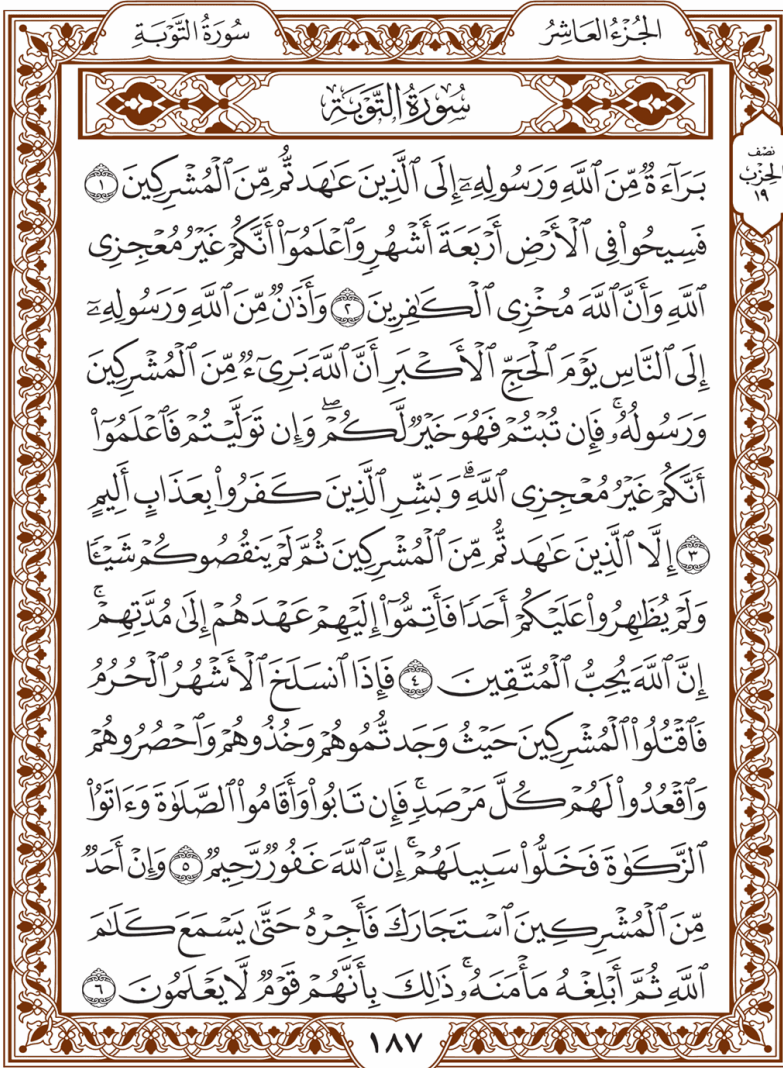 سُورَةُ التَّوْبَةِ
الجُزْءُ العَاشِرُ
سُورَةُ التَّوْبَةِ
نصف
الحزب
١٩
بَرَآءَةٌ مِّنَ ٱللَّهِ وَرَسُولِهِۦٓ إِلَى ٱلَّذِينَ عَٰهَدتُّم مِّنَ ٱلْمُشْرِكِينَ ١
فَسِيحُوا۟ فِى ٱلْأَرْضِ أَرْبَعَةَ أَشْهُرٍ وَٱعْلَمُوٓا۟ أَنَّكُمْ غَيْرُ مُعْجِزِى
ٱللَّهِ وَأَنَّ ٱللَّهَ مُخْزِى ٱلْكَٰفِرِينَ ٢ وَأَذَٰنٌ مِّنَ ٱللَّهِ وَرَسُولِهِۦٓ
إِلَى ٱلنَّاسِ يَوْمَ ٱلْحَجِّ ٱلْأَكْبَرِ أَنَّ ٱللَّهَ بَرِىٓءٌ مِّنَ ٱلْمُشْرِكِينَ
وَرَسُولُهُۥ ۚ فَإِن تُبْتُمْ فَهُوَ خَيْرٌ لَّكُمْ ۖ وَإِن تَوَلَّيْتُمْ فَٱعْلَمُوٓا۟
أَنَّكُمْ غَيْرُ مُعْجِزِى ٱللَّهِ ۗ وَبَشِّرِ ٱلَّذِينَ كَفَرُوا۟ بِعَذَابٍ أَلِيمٍ
٣ إِلَّا ٱلَّذِينَ عَٰهَدتُّم مِّنَ ٱلْمُشْرِكِينَ ثُمَّ لَمْ يَنقُصُوكُمْ شَيْـًٔا
وَلَمْ يُظَٰهِرُوا۟ عَلَيْكُمْ أَحَدًا فَأَتِمُّوٓا۟ إِلَيْهِمْ عَهْدَهُمْ إِلَىٰ مُدَّتِهِمْ ۚ
إِنَّ ٱللَّهَ يُحِبُّ ٱلْمُتَّقِينَ ٤ فَإِذَا ٱنسَلَخَ ٱلْأَشْهُرُ ٱلْحُرُمُ
فَٱقْتُلُوا۟ ٱلْمُشْرِكِينَ حَيْثُ وَجَدتُّمُوهُمْ وَخُذُوهُمْ وَٱحْصُرُوهُمْ
وَٱقْعُدُوا۟ لَهُمْ كُلَّ مَرْصَدٍ ۚ فَإِن تَابُوا۟ وَأَقَامُوا۟ ٱلصَّلَوٰةَ وَءَاتَوُا۟
ٱلزَّكَوٰةَ فَخَلُّوا۟ سَبِيلَهُمْ ۚ إِنَّ ٱللَّهَ غَفُورٌ رَّحِيمٌ ٥ وَإِنْ أَحَدٌ
مِّنَ ٱلْمُشْرِكِينَ ٱسْتَجَارَكَ فَأَجِرْهُ حَتَّىٰ يَسْمَعَ كَلَٰمَ
ٱللَّهِ ثُمَّ أَبْلِغْهُ مَأْمَنَهُۥ ۚ ذَٰلِكَ بِأَنَّهُمْ قَوْمٌ لَّا يَعْلَمُونَ ٦
١٨٧